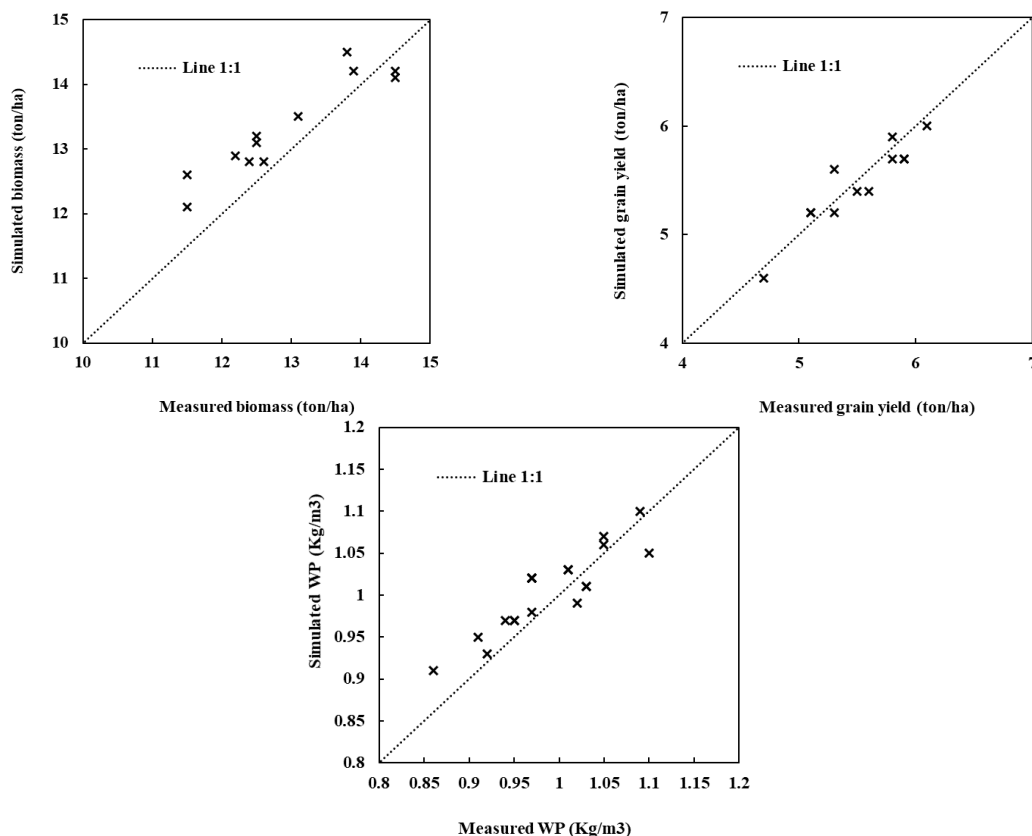 15
14
13
12
11
10
Simulated biomass (ton/ha)
Line 1:1
10 11 12 13 14 15
Measured biomass (ton/ha)
7
6
5
4
Simulated grain yield (ton/ha)
Line 1:1
4 5 6 7
Measured grain yield (ton/ha)
1.2
1.15
1.1
1.05
1
0.95
0.9
0.85
0.8
Simulated WP (Kg/m3)
Line 1:1
0.8 0.85 0.9 0.95 1 1.05 1.1 1.15 1.2
Measured WP (Kg/m3)